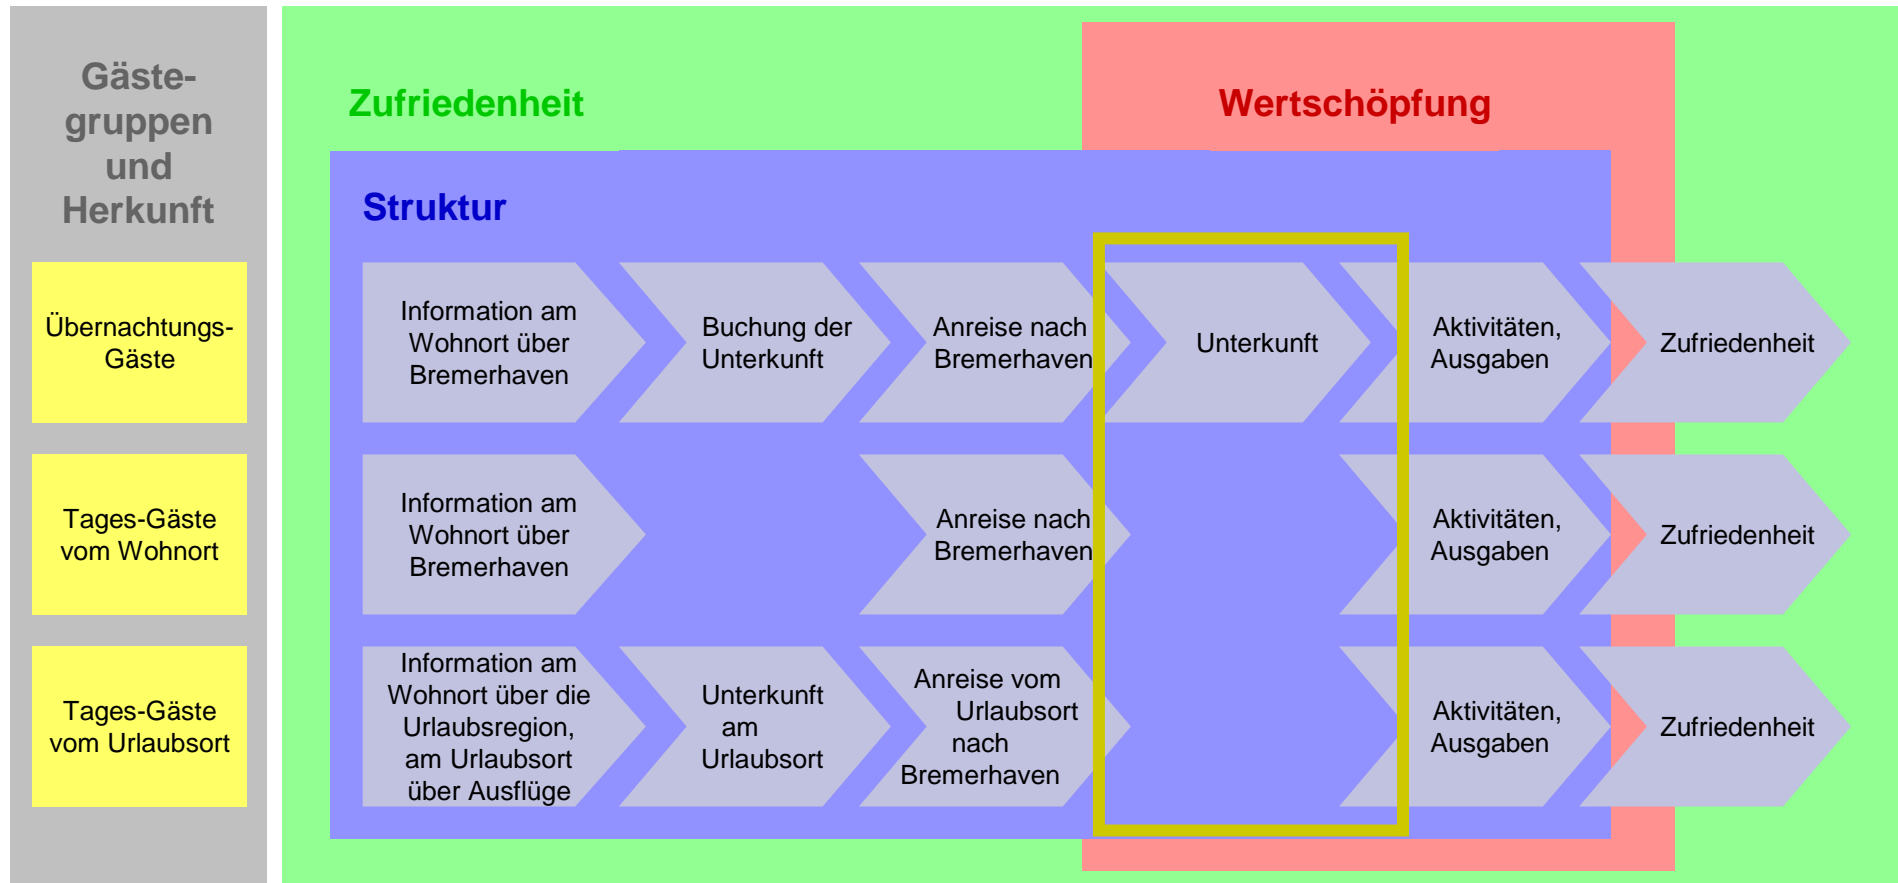 Gäste-
gruppen
und
Herkunft
Zufriedenheit
Wertschöpfung
Struktur
Übernachtungs-
Gäste
Information am
Wohnort über
Bremerhaven
Buchung der
Unterkunft
Anreise nach
Bremerhaven
Unterkunft
Aktivitäten,
Ausgaben
Zufriedenheit
Tages-Gäste
vom Wohnort
Information am
Wohnort über
Bremerhaven
Anreise nach
Bremerhaven
Aktivitäten,
Ausgaben
Zufriedenheit
Tages-Gäste
vom Urlaubsort
Information am
Wohnort über die
Urlaubsregion,
am Urlaubsort
über Ausflüge
Unterkunft
am
Urlaubsort
Anreise vom
Urlaubsort
nach
Bremerhaven
Aktivitäten,
Ausgaben
Zufriedenheit